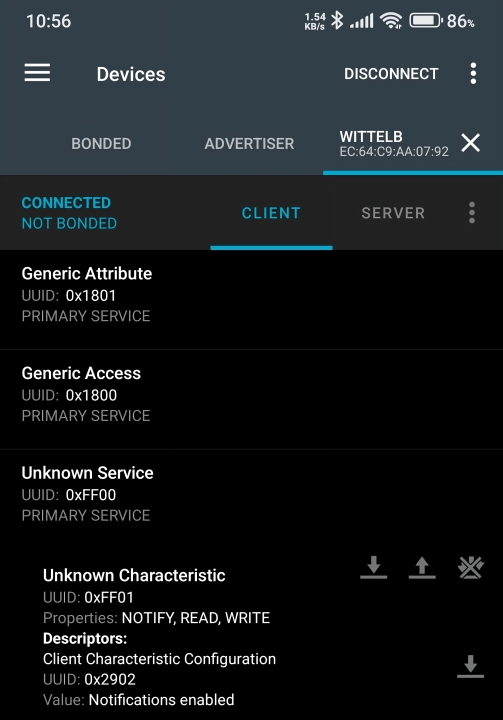 10:56
1.54
KB/s
86%
Devices
DISCONNECT
BONDED
ADVERTISER
WITTELB
EC:64:C9:AA:07:92
CONNECTED
NOT BONDED
CLIENT
SERVER
Generic Attribute
UUID: 0x1801
PRIMARY SERVICE
Generic Access
UUID: 0x1800
PRIMARY SERVICE
Unknown Service
UUID: 0xFF00
PRIMARY SERVICE
Unknown Characteristic
UUID: 0xFF01
Properties: NOTIFY, READ, WRITE
Descriptors:
Client Characteristic Configuration
UUID: 0x2902
Value: Notifications enabled